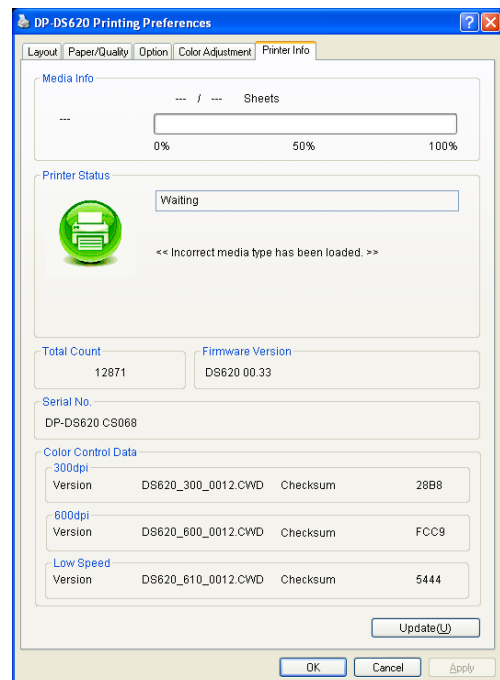 DP-DS620 Printing Preferences
Layout Paper/Quality Option Color Adjustment Printer Info
Media Info
--- / --- Sheets
---
0% 50% 100%
Printer Status
Waiting
<< Incorrect media type has been loaded. >>
Total Count Firmware Version
12871 DS620 00.33
Serial No.
DP-DS620 CS068
Color Control Data
300dpi
Version DS620_300_0012.CWD Checksum 28B8
600dpi
Version DS620_600_0012.CWD Checksum FCC9
Low Speed
Version DS620_610_0012.CWD Checksum 5444
Update(U)
OK Cancel Apply